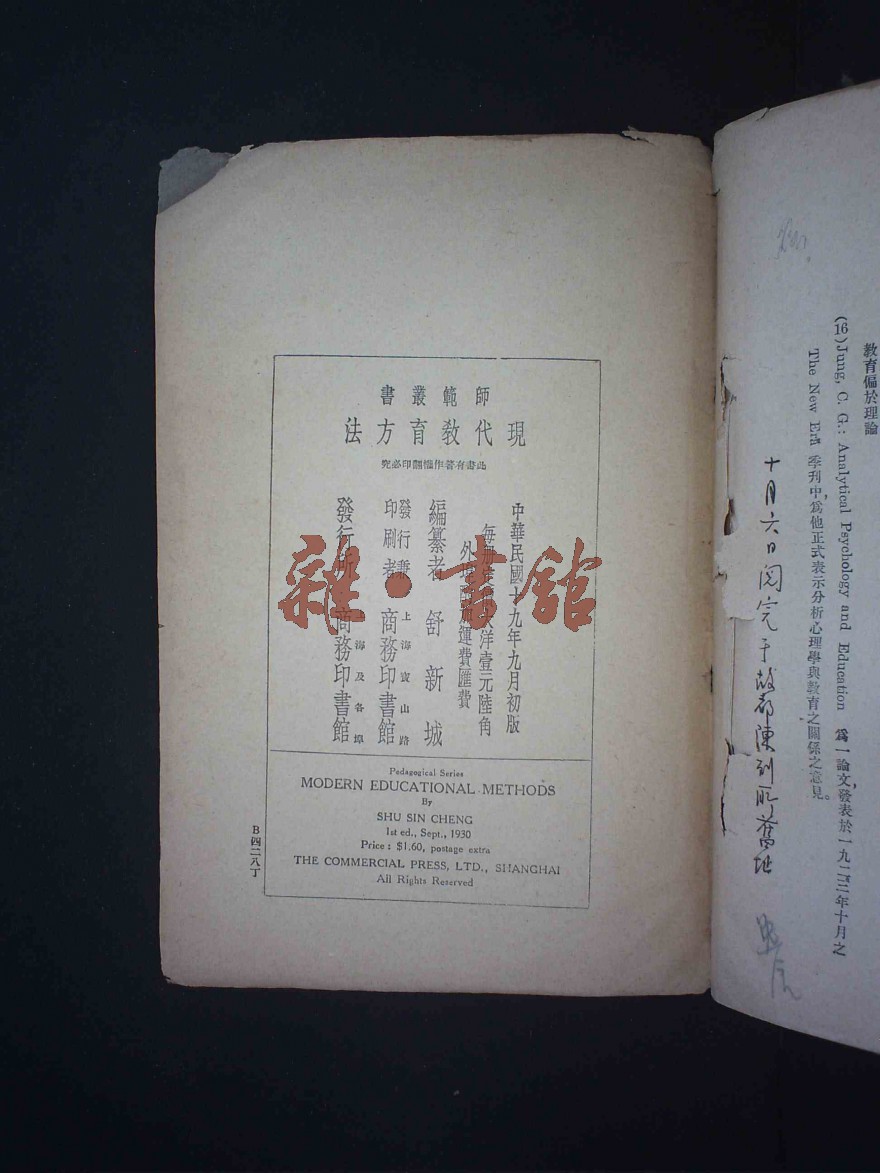 師範叢書
現代教育方法
此書有著作權翻印必究
中華民國十九年九月初版
每冊 大洋壹元陸角
外埠 運費匯費
編纂者 舒新城
發行兼印刷者 上海寶山路 商務印書館
發行所 上海及各埠 商務印書館
Pedagogical Series
MODERN EDUCATIONAL METHODS
By
SHU SIN CHENG
1st ed., Sept., 1930
Price : $1.60, postage extra
THE COMMERCIAL PRESS, LTD., SHANGHAI
All Rights Reserved
B四二八丁
雜·書館
教育偏於理論
(16) Jung, C. G.: Analytical Psychology and Education 爲一論文，發表於一九二三年十月之
The New Era 季刊中，爲他正式表示分析心理學與教育之關係之意見。
十月六日閱完于故都陳列所舊址